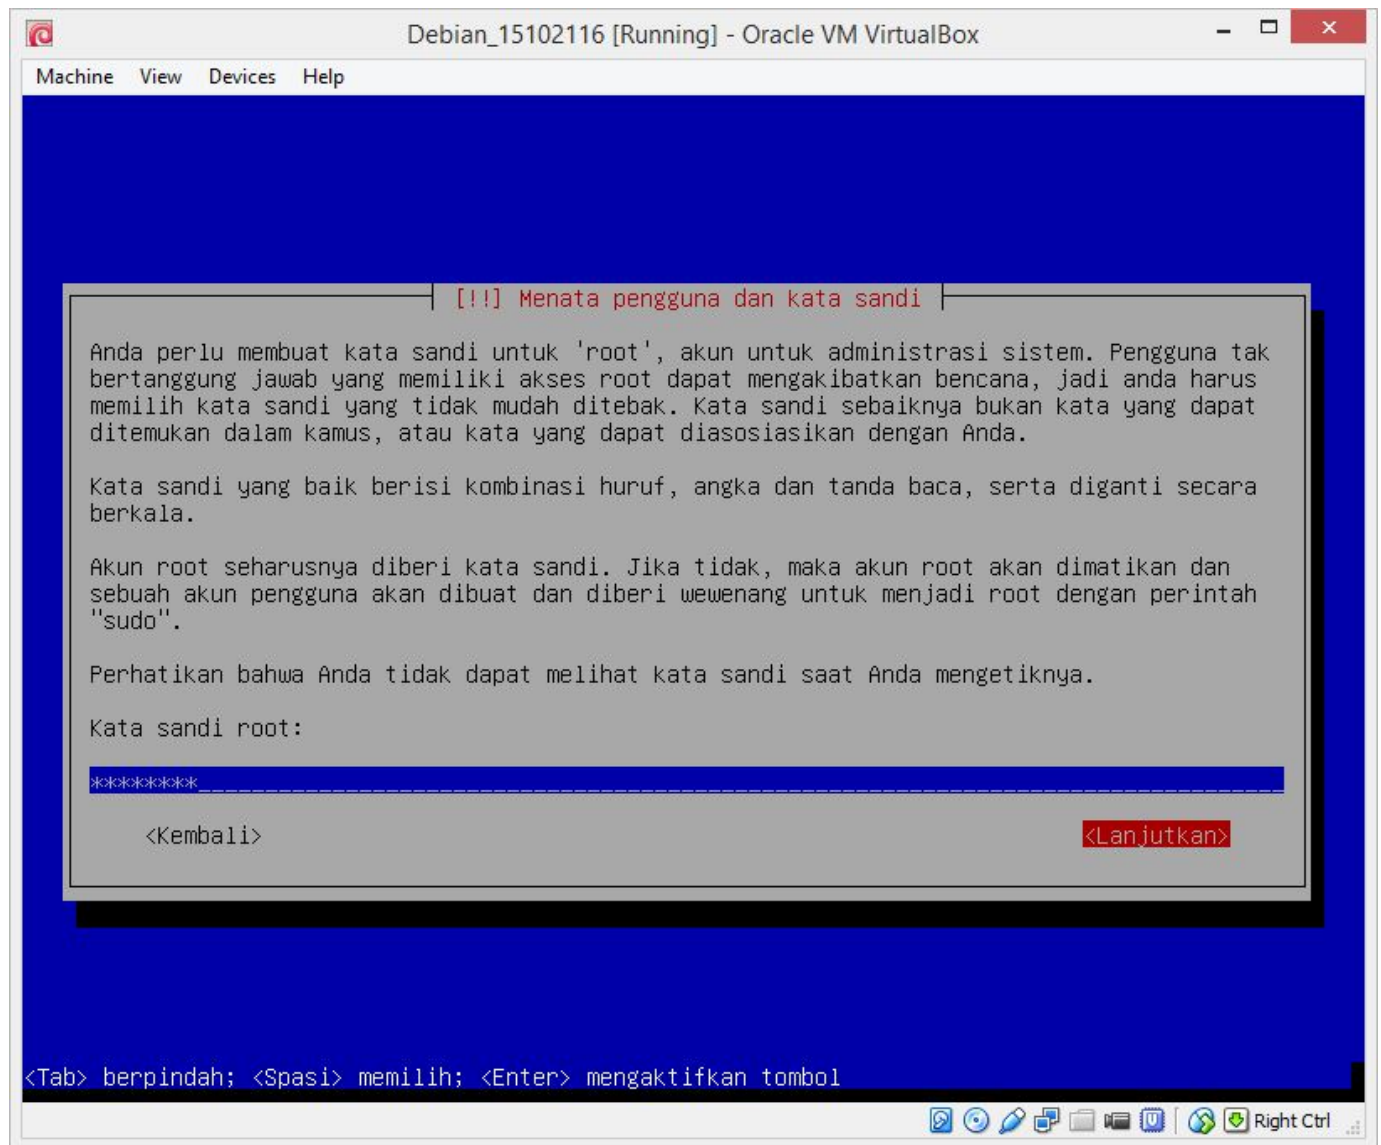 Debian_15102116 [Running] - Oracle VM VirtualBox
Machine View Devices Help
[!!] Menata pengguna dan kata sandi
Anda perlu membuat kata sandi untuk 'root', akun untuk administrasi sistem. Pengguna tak
bertanggung jawab yang memiliki akses root dapat mengakibatkan bencana, jadi anda harus
memilih kata sandi yang tidak mudah ditebak. Kata sandi sebaiknya bukan kata yang dapat
ditemukan dalam kamus, atau kata yang dapat diasosiasikan dengan Anda.
Kata sandi yang baik berisi kombinasi huruf, angka dan tanda baca, serta diganti secara
berkala.
Akun root seharusnya diberi kata sandi. Jika tidak, maka akun root akan dimatikan dan
sebuah akun pengguna akan dibuat dan diberi wewenang untuk menjadi root dengan perintah
"sudo".
Perhatikan bahwa Anda tidak dapat melihat kata sandi saat Anda mengetiknya.
Kata sandi root:
********
<Kembali> <Lanjutkan>
<Tab> berpindah; <Spasi> memilih; <Enter> mengaktifkan tombol
Right Ctrl